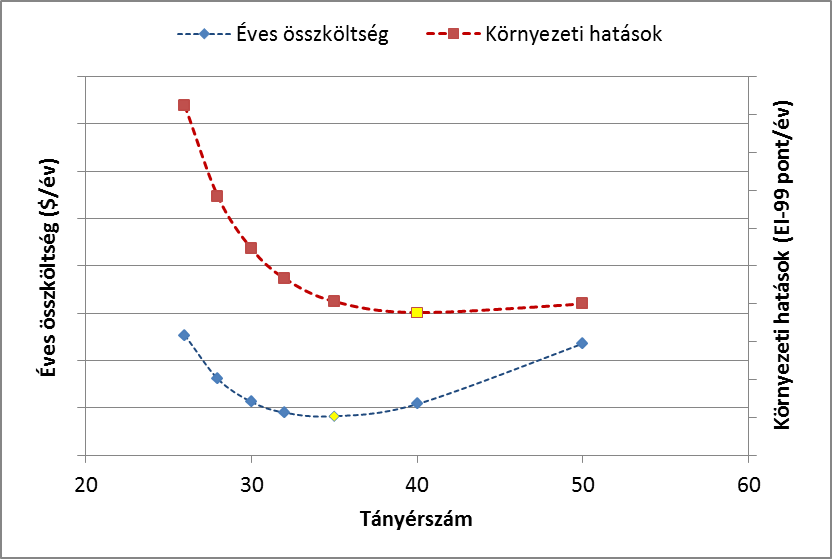 Éves összköltség
Környezeti hatások
Éves összköltség ($/év)
Környezeti hatások (EI-99 pont/év)
20
30
40
50
60
Tányérszám